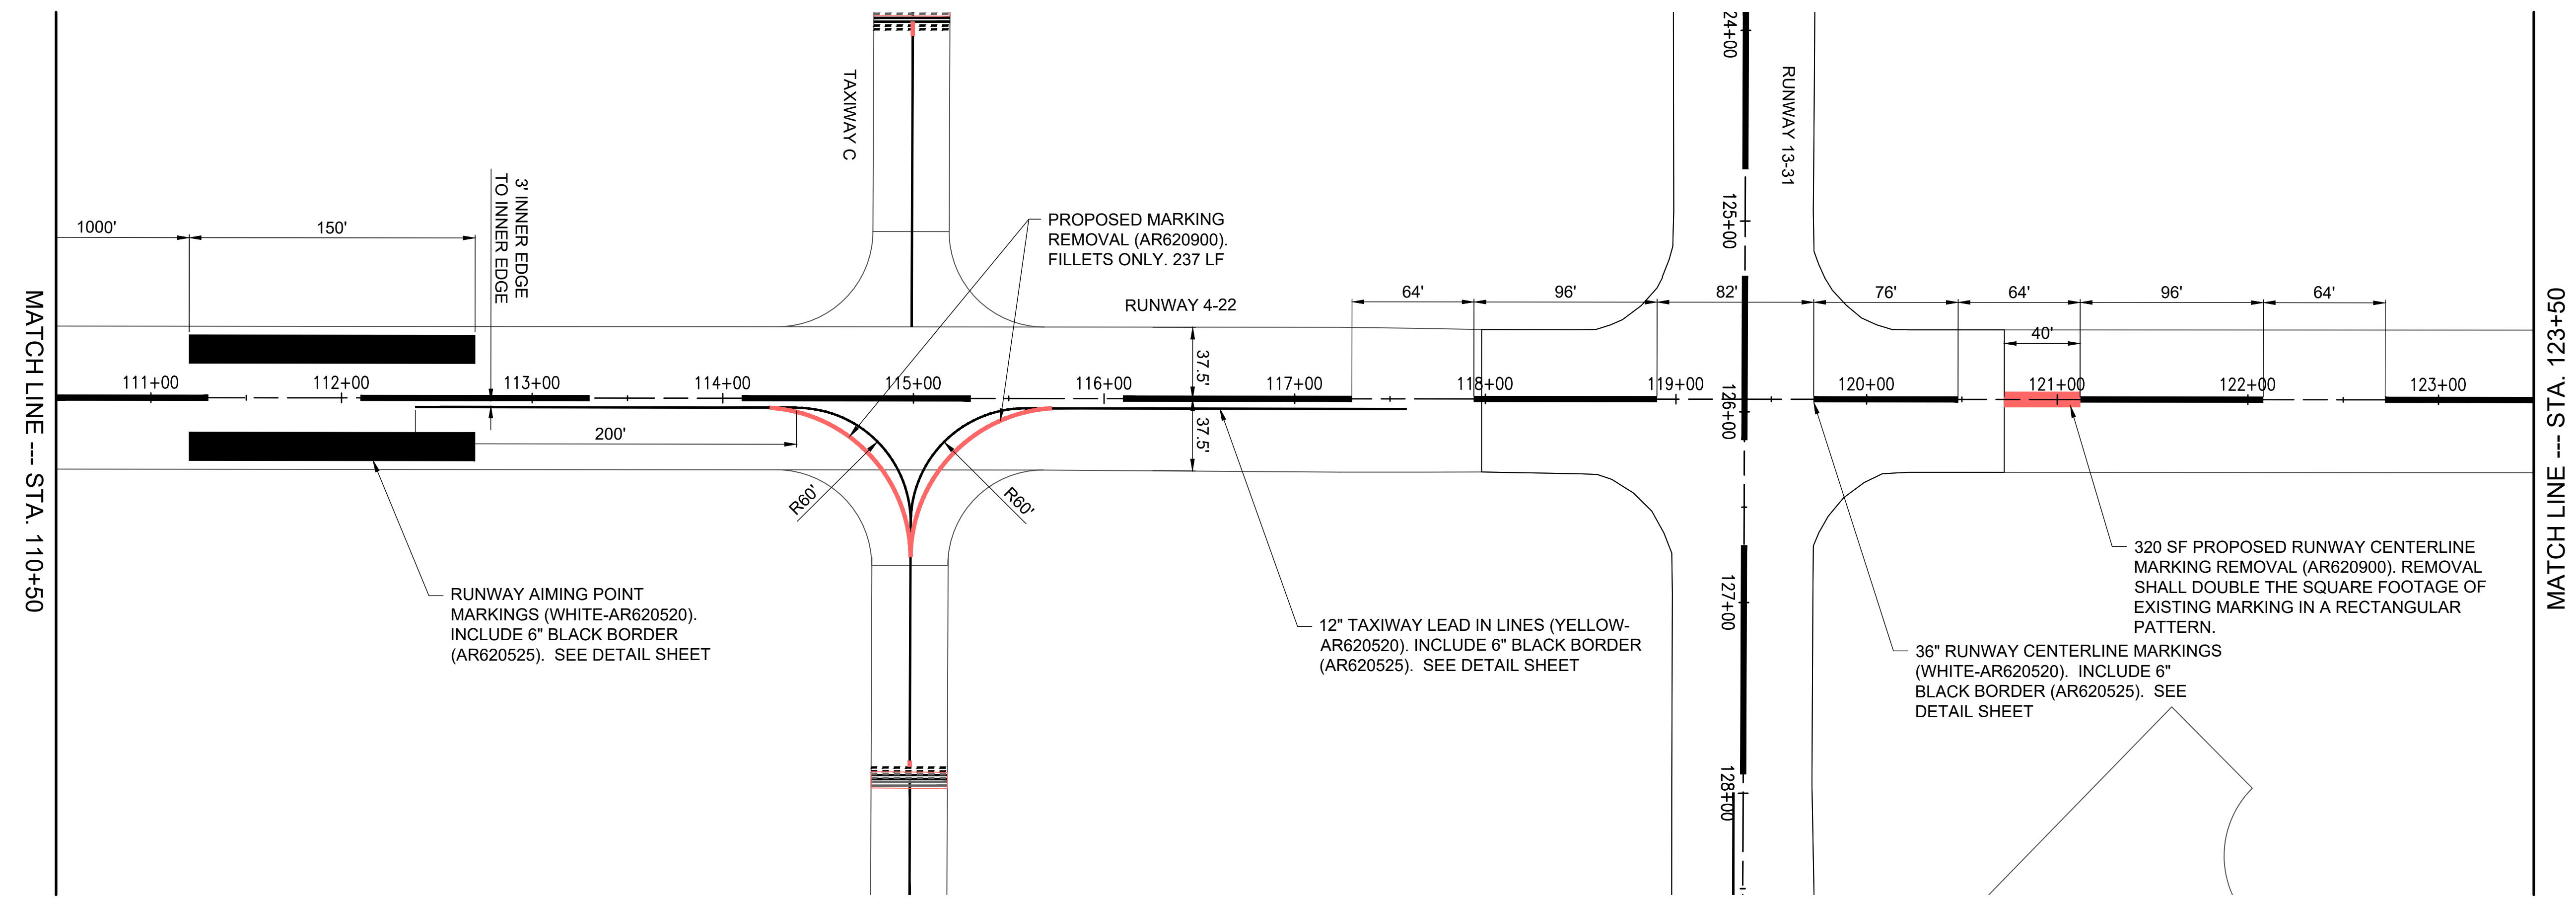 MATCH LINE --- STA. 110+50
1000'
150'
3' INNER EDGE
TO INNER EDGE
TAXIWAY C
PROPOSED MARKING
REMOVAL (AR620900).
FILLETS ONLY. 237 LF
RUNWAY 4-22
RUNWAY 13-31
24+00
125+00
126+00
127+00
128+00
64'
96'
82'
76'
64'
96'
64'
40'
37.5'
37.5'
111+00
112+00
113+00
114+00
115+00
116+00
117+00
118+00
119+00
120+00
121+00
122+00
123+00
200'
R60'
R60'
RUNWAY AIMING POINT
MARKINGS (WHITE-AR620520).
INCLUDE 6" BLACK BORDER
(AR620525). SEE DETAIL SHEET
12" TAXIWAY LEAD IN LINES (YELLOW-
AR620520). INCLUDE 6" BLACK BORDER
(AR620525). SEE DETAIL SHEET
320 SF PROPOSED RUNWAY CENTERLINE
MARKING REMOVAL (AR620900). REMOVAL
SHALL DOUBLE THE SQUARE FOOTAGE OF
EXISTING MARKING IN A RECTANGULAR
PATTERN.
36" RUNWAY CENTERLINE MARKINGS
(WHITE-AR620520). INCLUDE 6"
BLACK BORDER (AR620525). SEE
DETAIL SHEET
MATCH LINE --- STA. 123+50